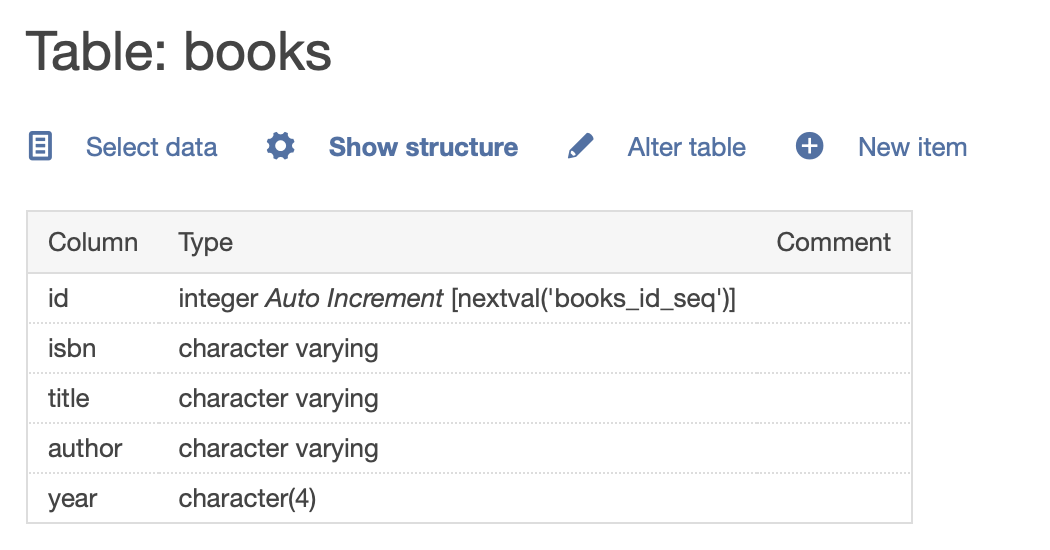 Table: books
Select data Show structure Alter table New item
Column Type Comment
id integer Auto Increment [nextval('books_id_seq')]
isbn character varying
title character varying
author character varying
year character(4)